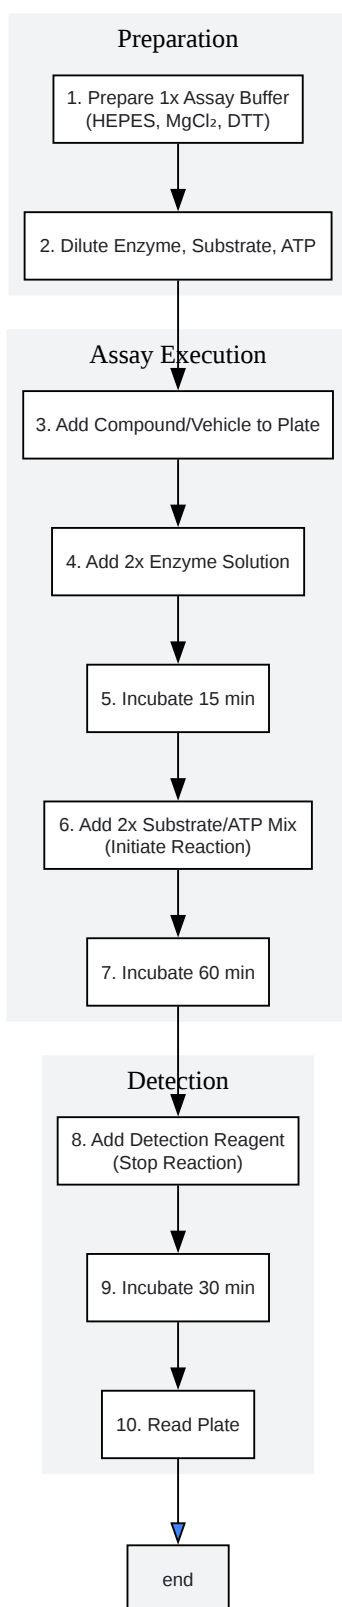 Preparation
1. Prepare 1x Assay Buffer
(HEPES, MgCl₂, DTT)
2. Dilute Enzyme, Substrate, ATP
Assay Execution
3. Add Compound/Vehicle to Plate
4. Add 2x Enzyme Solution
5. Incubate 15 min
6. Add 2x Substrate/ATP Mix
(Initiate Reaction)
7. Incubate 60 min
Detection
8. Add Detection Reagent
(Stop Reaction)
9. Incubate 30 min
10. Read Plate
end